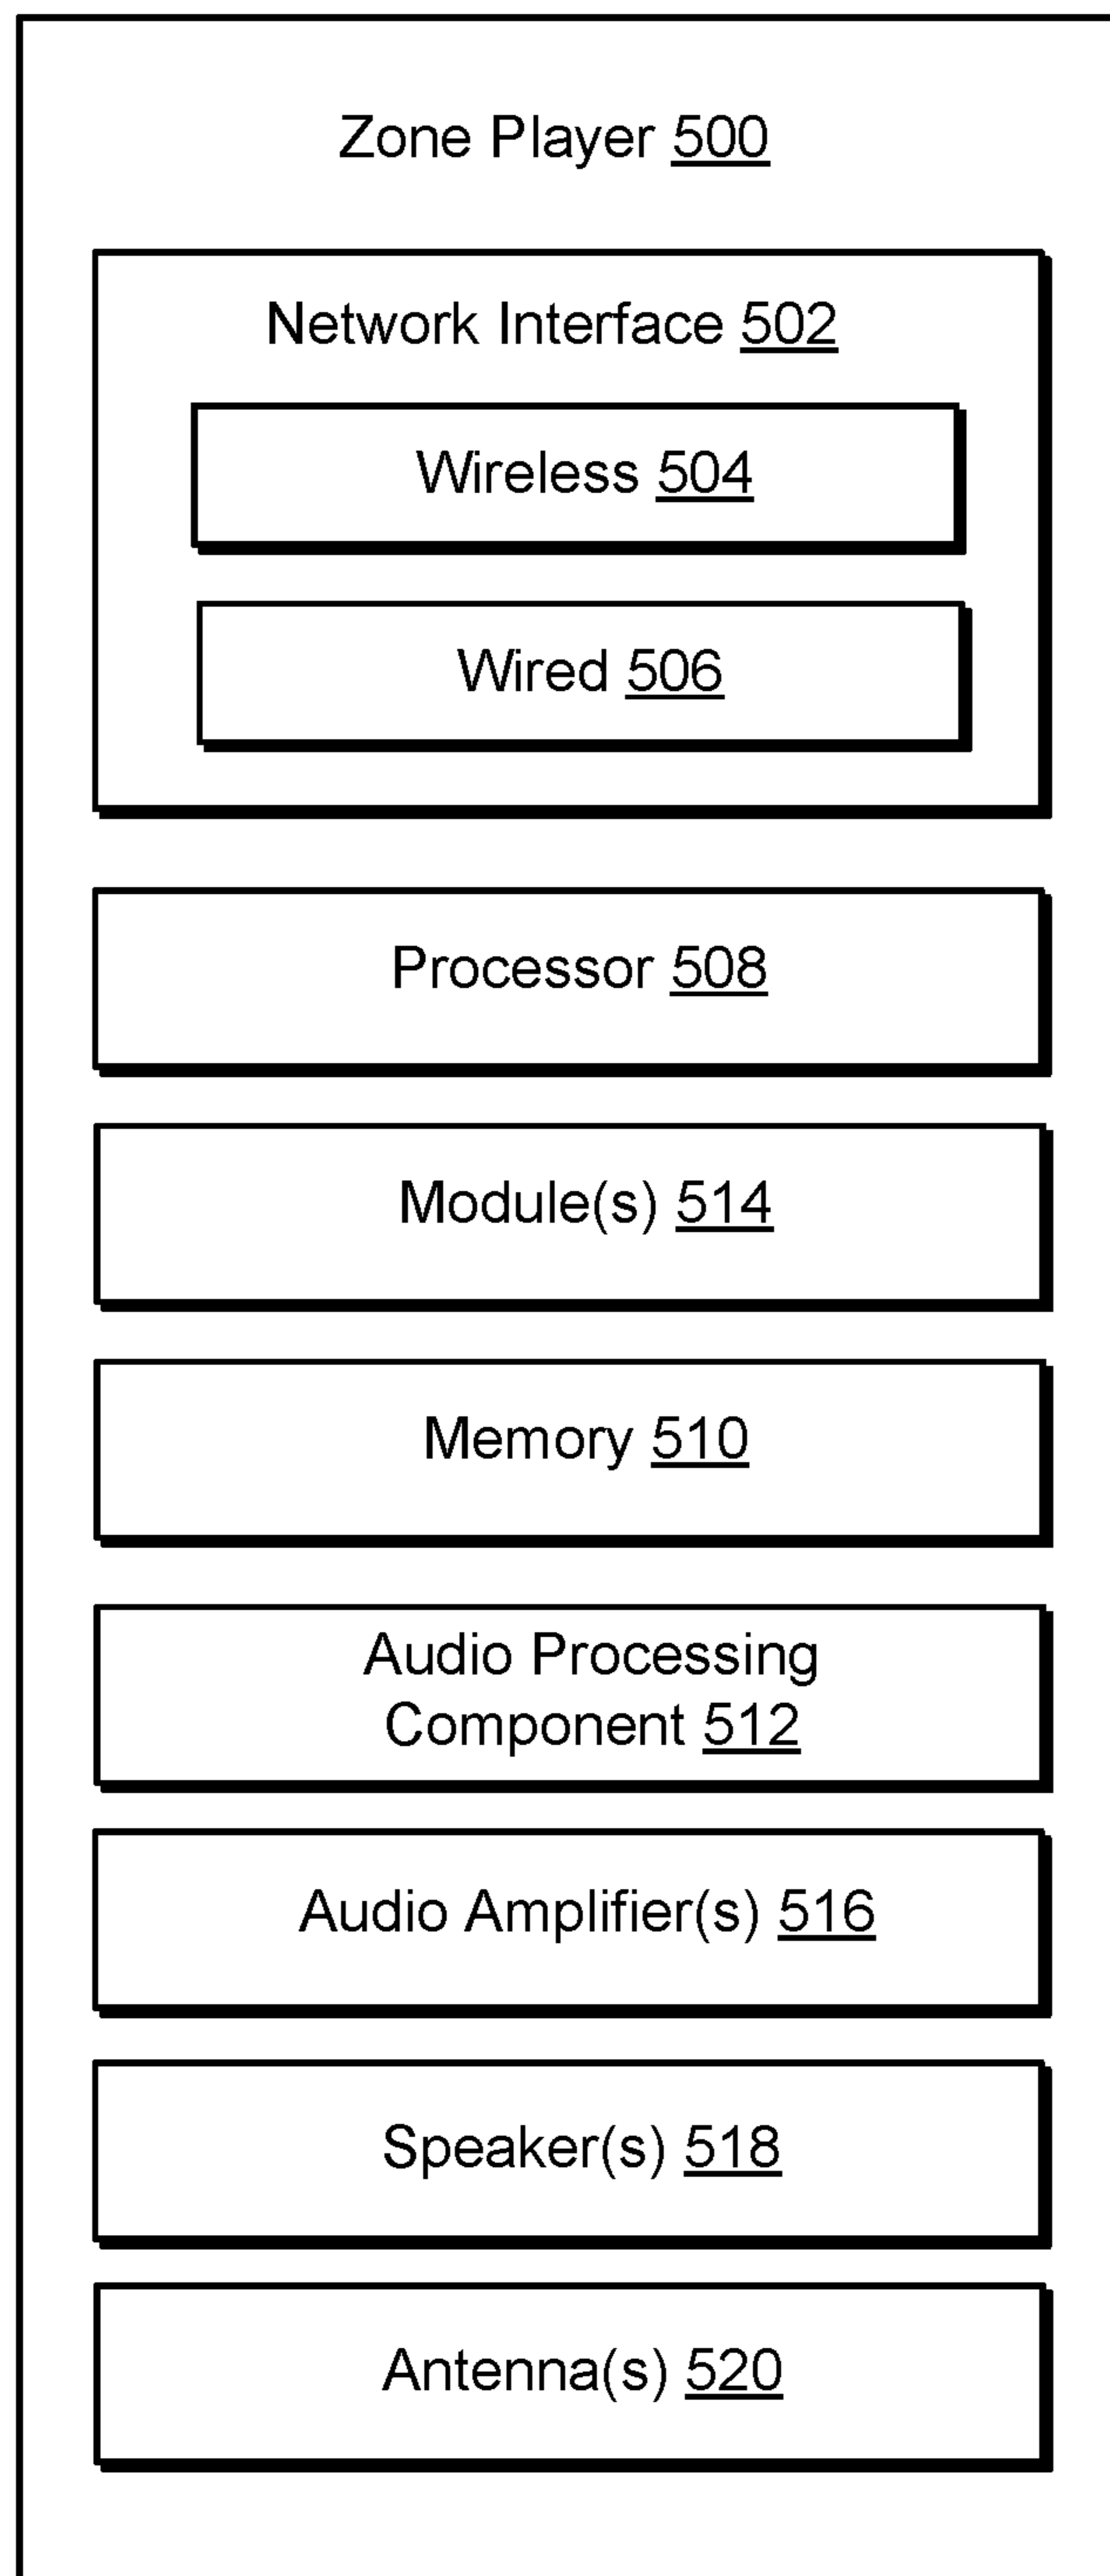 Zone Player 500
Network Interface 502
Wireless 504
Wired 506
Processor 508
Module(s) 514
Memory 510
Audio Processing
Component 512
Audio Amplifier(s) 516
Speaker(s) 518
Antenna(s) 520